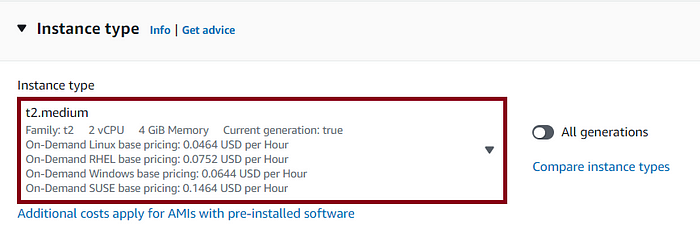 Instance type Info | Get advice
Instance type
t2.medium
Family: t2 2 vCPU 4 GiB Memory Current generation: true
On-Demand Linux base pricing: 0.0464 USD per Hour
On-Demand RHEL base pricing: 0.0752 USD per Hour
On-Demand Windows base pricing: 0.0644 USD per Hour
On-Demand SUSE base pricing: 0.1464 USD per Hour
All generations
Compare instance types
Additional costs apply for AMIs with pre-installed software